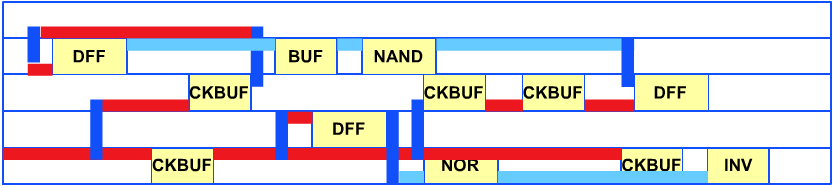 DFF BUF NAND
CKBUF CKBUF CKBUF DFF
DFF
CKBUF NOR CKBUF INV